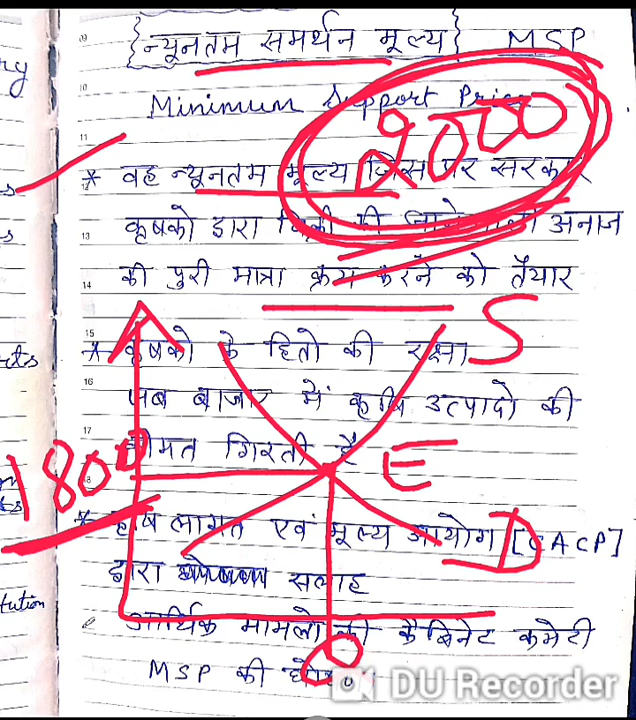 {न्यूनतम समर्थन मूल्य} MSP
Minimum Support Price
2000
* वह न्यूनतम मूल्य जिस पर सरकार
कृषको द्वारा बिक्री की जाने वाली अनाज
की पुरी मात्रा क्रय करने को तैयार
S
* कृषको के हितो की रक्षा
जब बाजार में कृषि उत्पादो की
कीमत गिरती है
1800
E
* कृषि लागत एवं मूल्य आयोग [CACP]
D
द्वारा सलाह
आर्थिक मामलो की कैबिनेट कमेटी
MSP की
DU Recorder